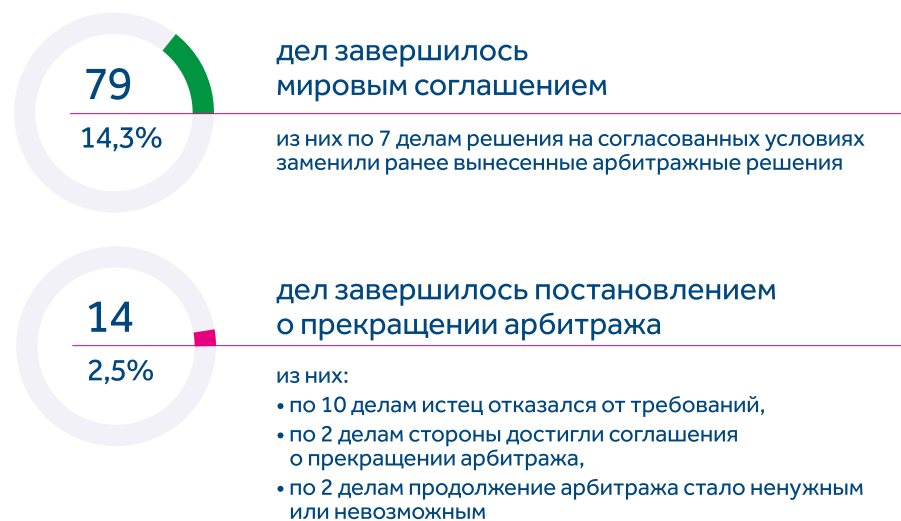 79
14,3%
дел завершилось
мировым соглашением
из них по 7 делам решения на согласованных условиях
заменили ранее вынесенные арбитражные решения
14
2,5%
дел завершилось постановлением
о прекращении арбитража
из них:
• по 10 делам истец отказался от требований,
• по 2 делам стороны достигли соглашения
о прекращении арбитража,
• по 2 делам продолжение арбитража стало ненужным
или невозможным